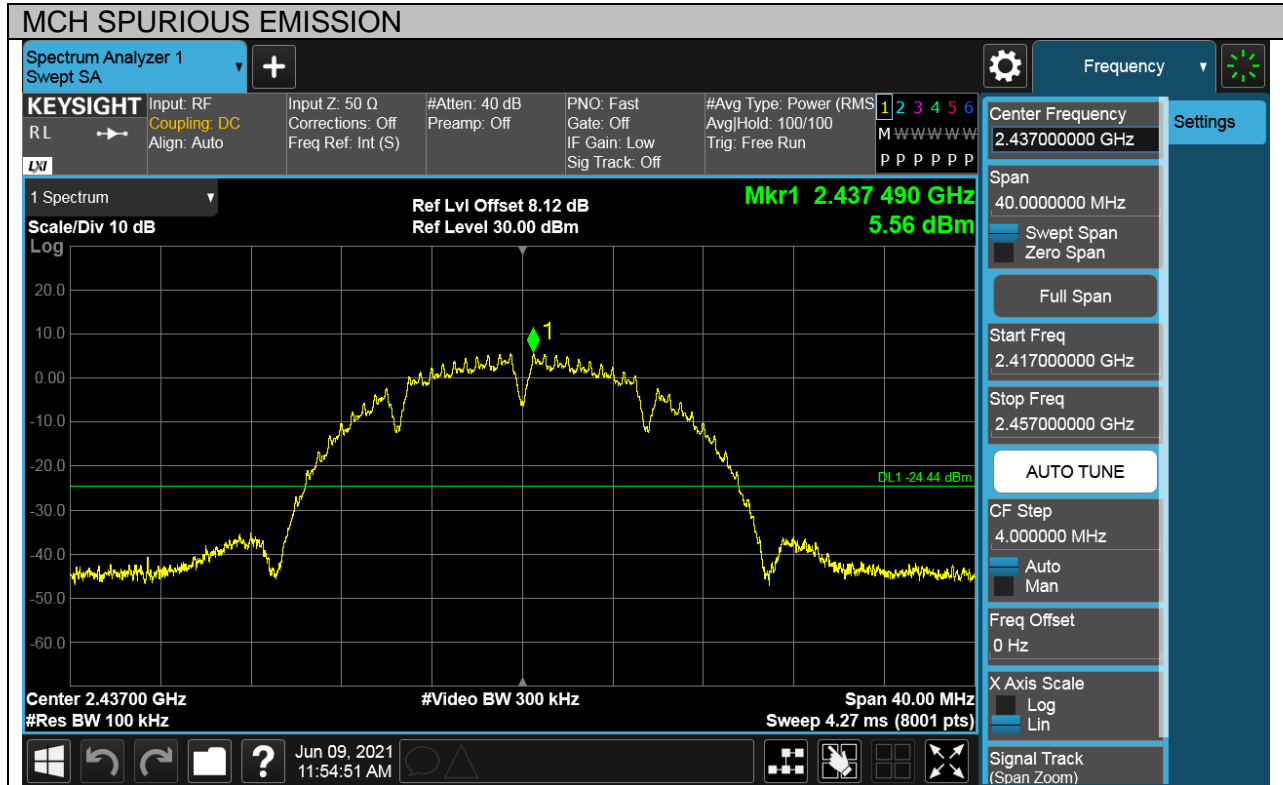 MCH SPURIOUS EMISSION
Spectrum Analyzer 1
Swept SA
Frequency
KEYSIGHT
RL
LXI
Input: RF
Coupling: DC
Align: Auto
Input Z: 50 Ω
Corrections: Off
Freq Ref: Int (S)
#Atten: 40 dB
Preamp: Off
PNO: Fast
Gate: Off
IF Gain: Low
Sig Track: Off
#Avg Type: Power (RMS
Avg|Hold: 100/100
Trig: Free Run
1 2 3 4 5 6
M W W W W W
P P P P P P
Center Frequency
2.437000000 GHz
Settings
Span
40.0000000 MHz
Swept Span
Zero Span
Full Span
Start Freq
2.417000000 GHz
Stop Freq
2.457000000 GHz
AUTO TUNE
CF Step
4.000000 MHz
Auto
Man
Freq Offset
0 Hz
X Axis Scale
Log
Lin
Signal Track
(Span Zoom)
1 Spectrum
Scale/Div 10 dB
Ref Lvl Offset 8.12 dB
Ref Level 30.00 dBm
Mkr1 2.437 490 GHz
5.56 dBm
Log
20.0
10.0
1
0.00
-10.0
-20.0
DL1 -24.44 dBm
-30.0
-40.0
-50.0
-60.0
Center 2.43700 GHz
#Res BW 100 kHz
#Video BW 300 kHz
Span 40.00 MHz
Sweep 4.27 ms (8001 pts)
?
Jun 09, 2021
11:54:51 AM